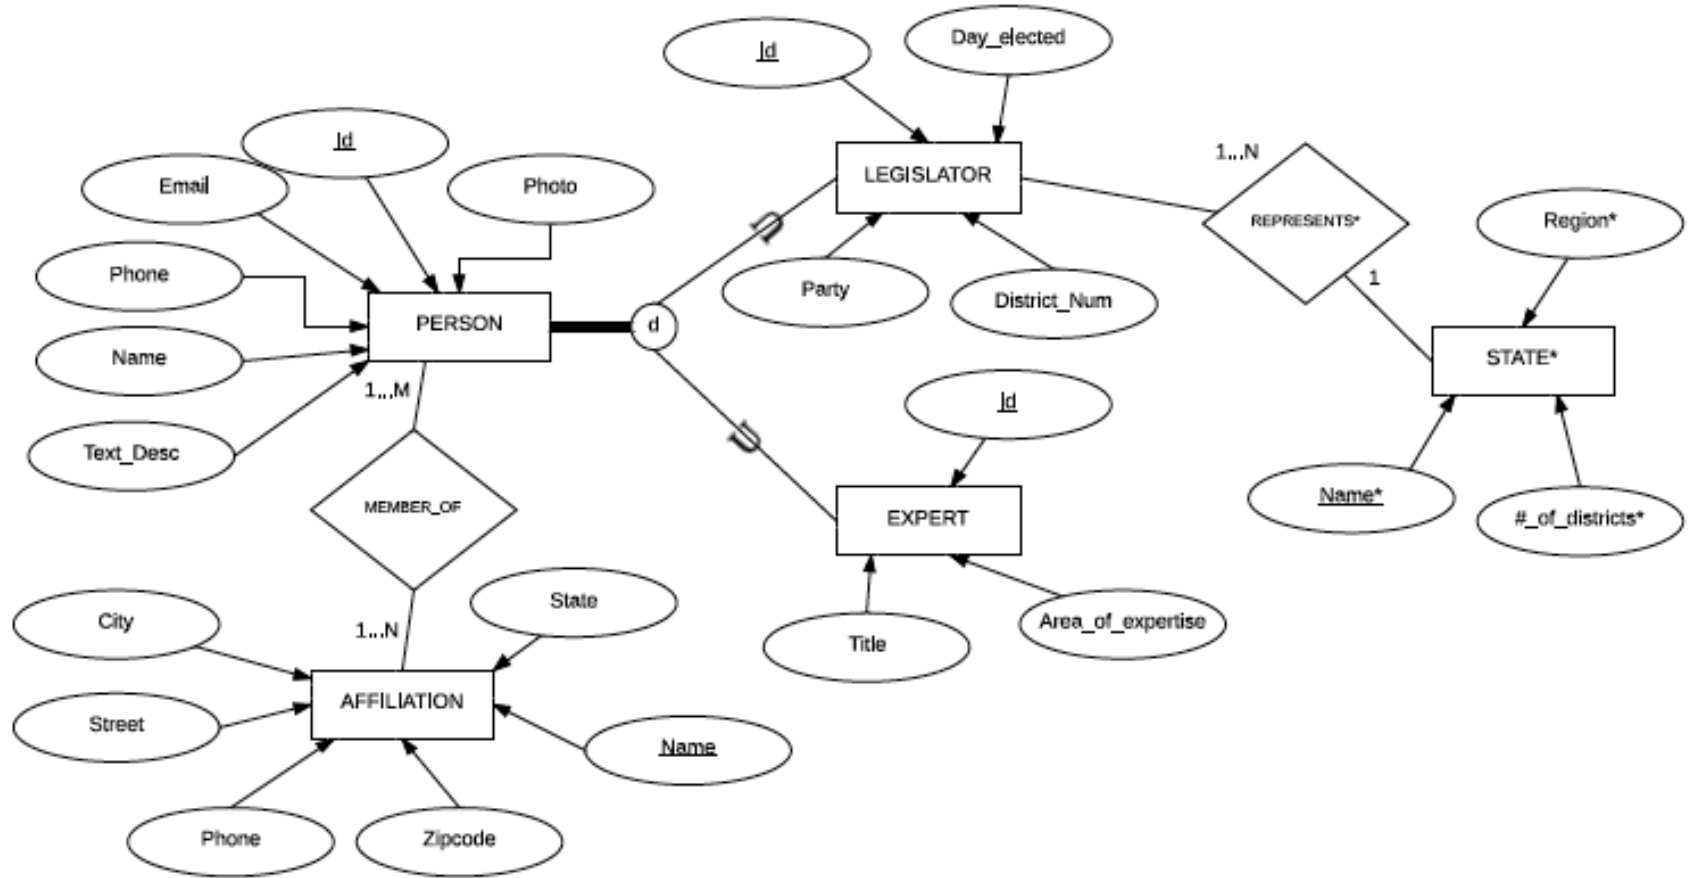 Id
Day_elected
Id
Email
Photo
LEGISLATOR
1...N
REPRESENTS*
Region*
Phone
Party
District_Num
1
PERSON
d
Name
STATE*
1...M
Id
Text_Desc
Name*
#_of_districts*
MEMBER_OF
EXPERT
City
1...N
State
Title
Area_of_expertise
AFFILIATION
Street
Name
Phone
Zipcode